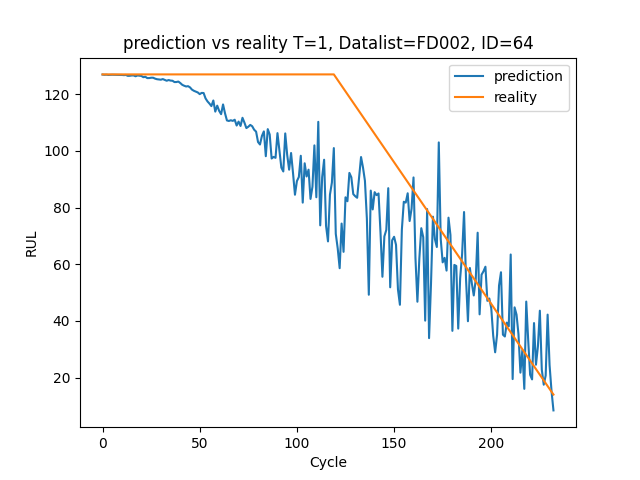 prediction vs reality T=1, Datalist=FD002, ID=64
prediction
reality
RUL
120
100
80
60
40
20
0
50
100
150
200
Cycle